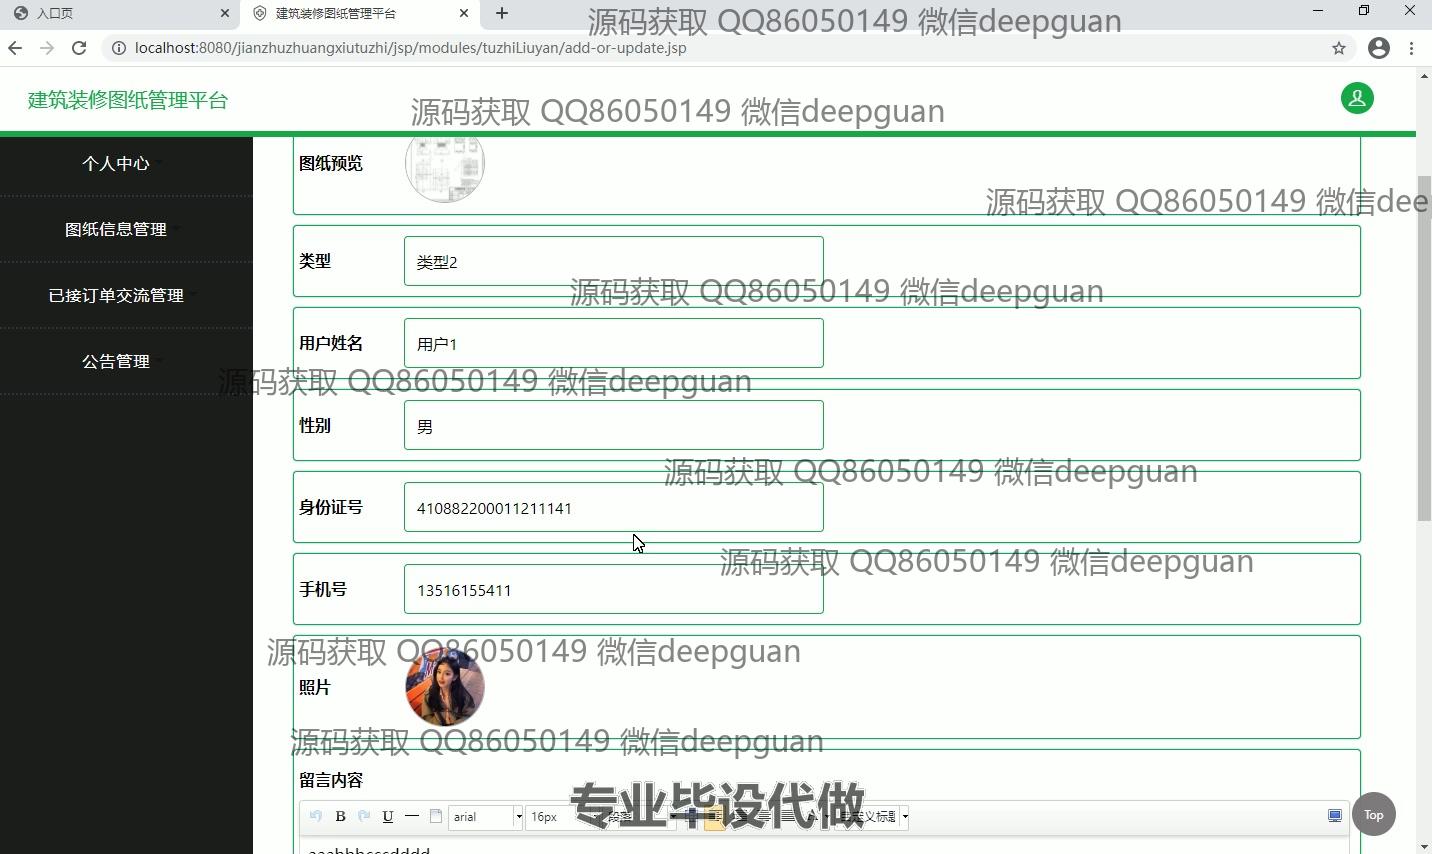 入口页
建筑装修图纸管理平台
源码获取 QQ86050149 微信deepguan
localhost:8080/jianzhuzhuangxiutuzhi/jsp/modules/tuzhiLiuyan/add-or-update.jsp
建筑装修图纸管理平台
源码获取 QQ86050149 微信deepguan
个人中心
图纸预览
源码获取 QQ86050149 微信dee
图纸信息管理
类型
类型2
源码获取 QQ86050149 微信deepguan
已接订单交流管理
用户姓名
用户1
公告管理
源码获取 QQ86050149 微信deepguan
性别
男
源码获取 QQ86050149 微信deepguan
身份证号
410882200011211141
源码获取 QQ86050149 微信deepguan
手机号
13516155411
源码获取 QQ86050149 微信deepguan
照片
源码获取 QQ86050149 微信deepguan
留言内容
专业毕设代做
B U arial 16px 段落 自定义标题
Top
aaabbbcccdddd